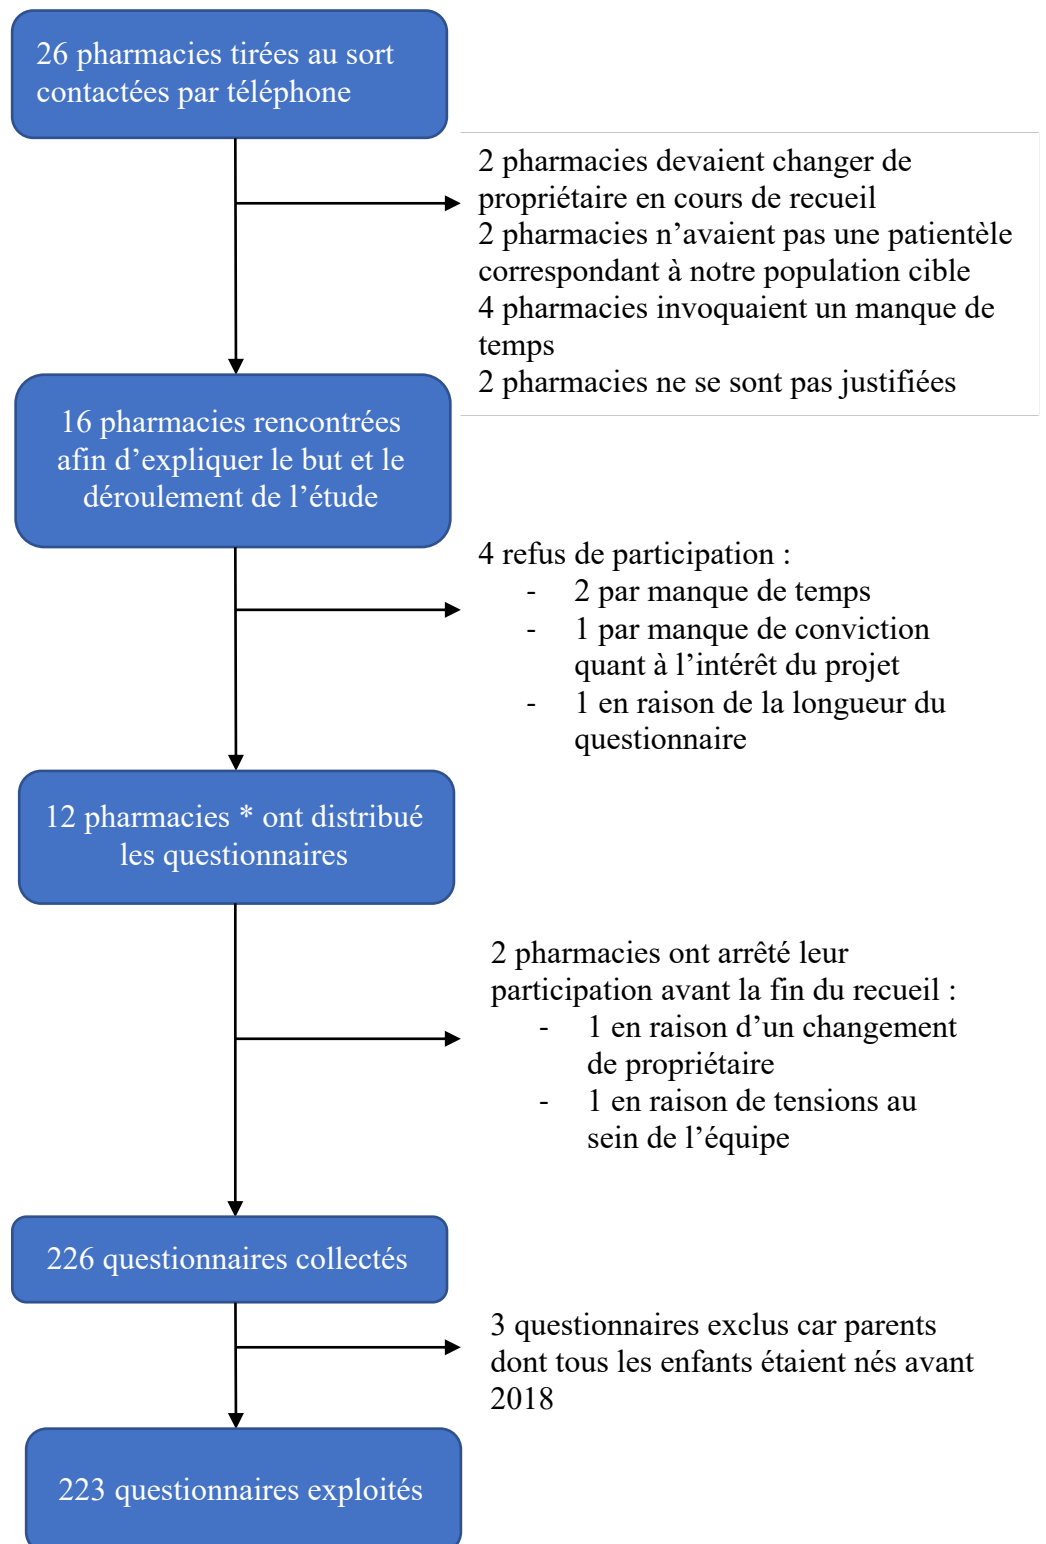 26 pharmacies tirées au sort
contactées par téléphone
2 pharmacies devaient changer de
propriétaire en cours de recueil
2 pharmacies n’avaient pas une patientèle
correspondant à notre population cible
4 pharmacies invoquaient un manque de
temps
2 pharmacies ne se sont pas justifiées
16 pharmacies rencontrées
afin d’expliquer le but et le
déroulement de l’étude
4 refus de participation :
- 2 par manque de temps
- 1 par manque de conviction
quant à l’intérêt du projet
- 1 en raison de la longueur du
questionnaire
12 pharmacies * ont distribué
les questionnaires
2 pharmacies ont arrêté leur
participation avant la fin du recueil :
- 1 en raison d’un changement
de propriétaire
- 1 en raison de tensions au
sein de l’équipe
226 questionnaires collectés
3 questionnaires exclus car parents
dont tous les enfants étaient nés avant
2018
223 questionnaires exploités